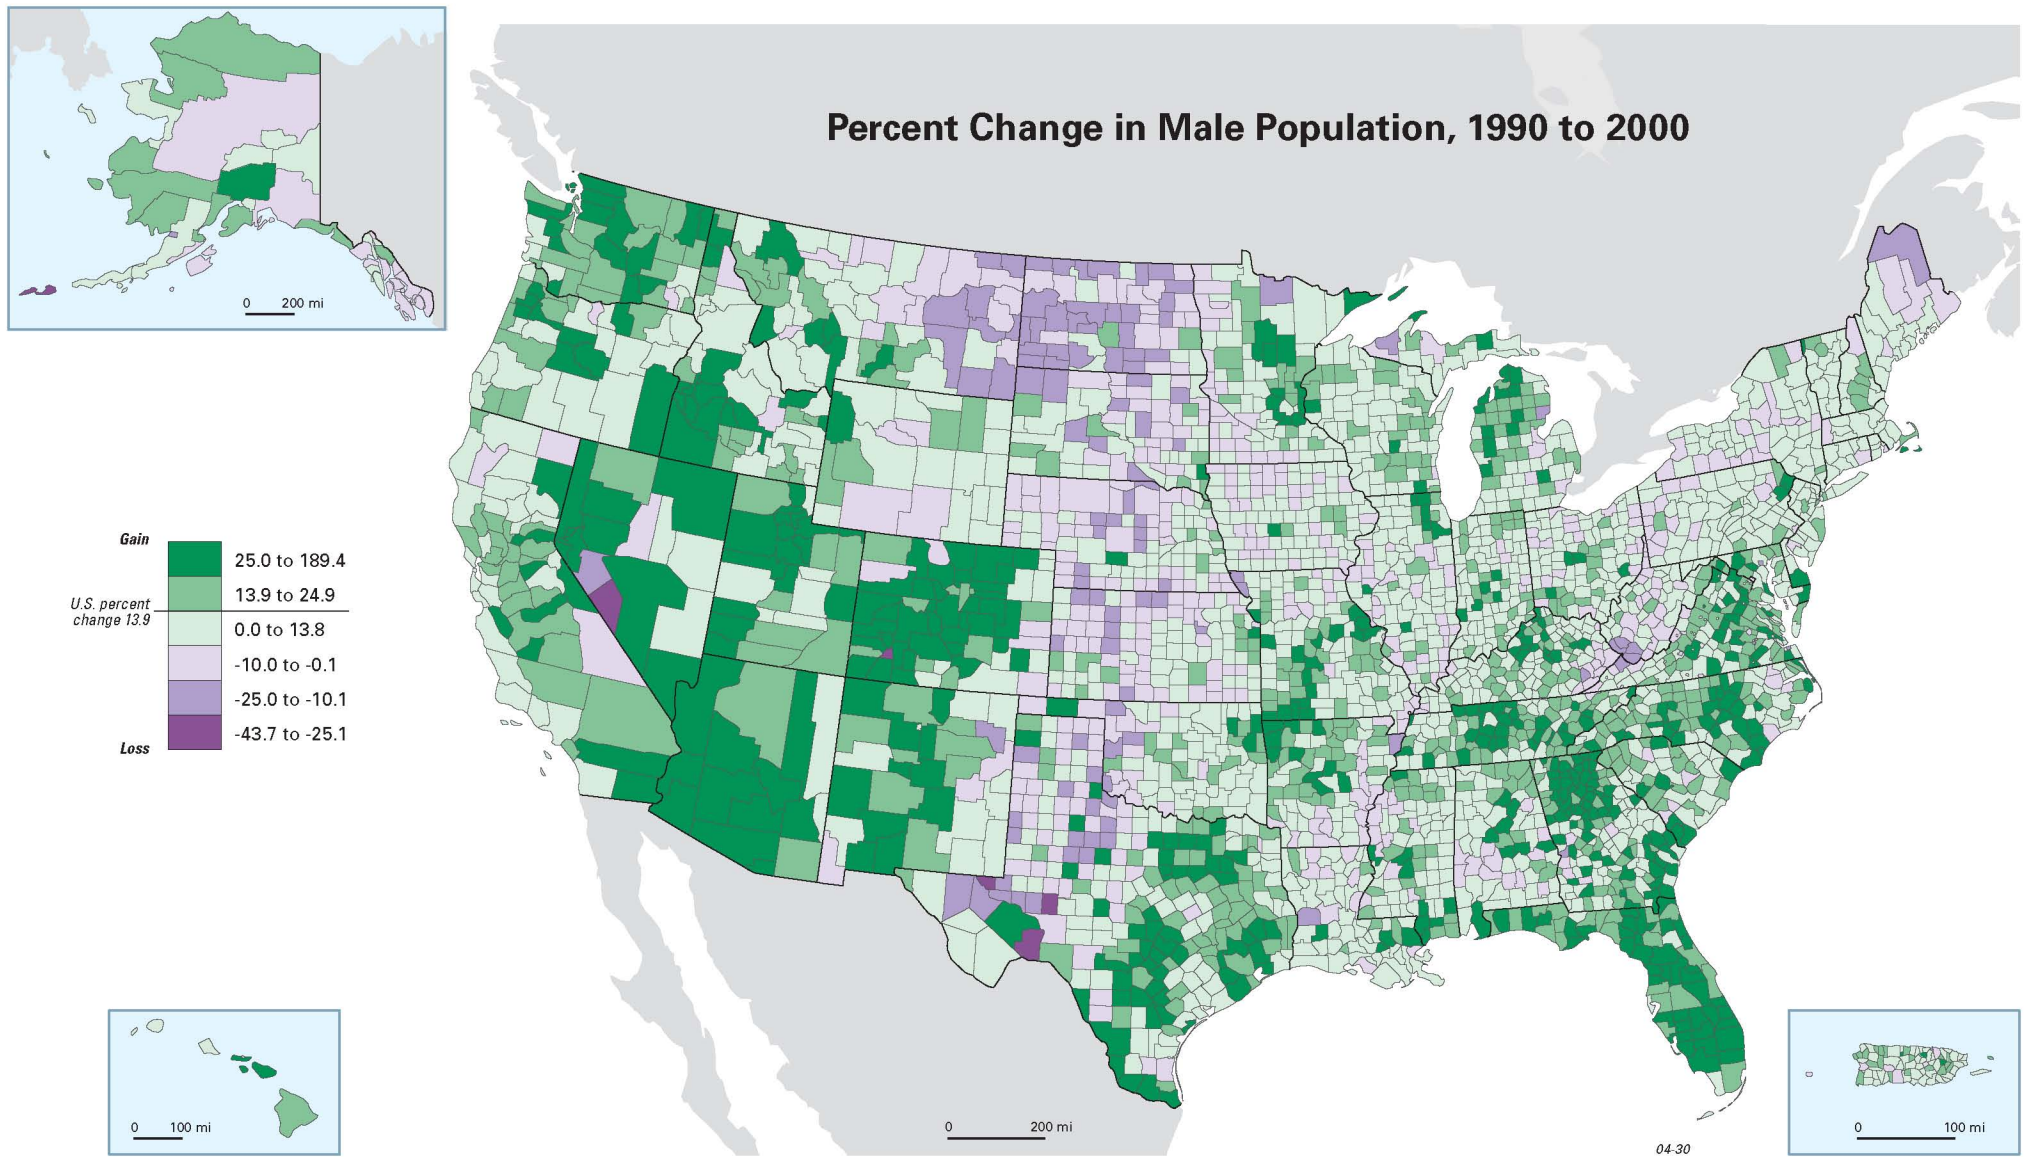 Percent Change in Male Population, 1990 to 2000
0 200 mi
Gain
25.0 to 189.4
13.9 to 24.9
U.S. percent
change 13.9
0.0 to 13.8
-10.0 to -0.1
-25.0 to -10.1
-43.7 to -25.1
Loss
0 100 mi
0 200 mi
0 100 mi
04-30